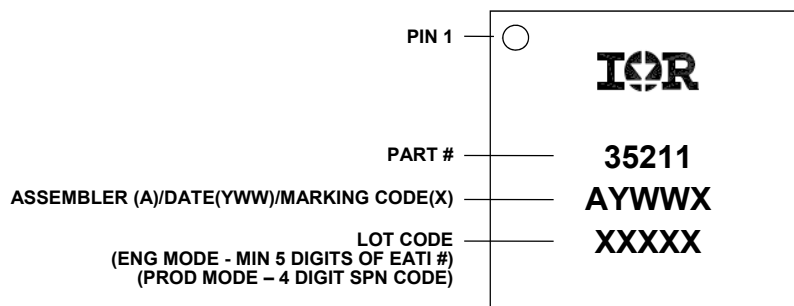 PIN 1
IOR
PART #
35211
ASSEMBLER (A)/DATE(YWW)/MARKING CODE(X)
AYWWX
LOT CODE
(ENG MODE - MIN 5 DIGITS OF EATI #)
(PROD MODE – 4 DIGIT SPN CODE)
XXXXX